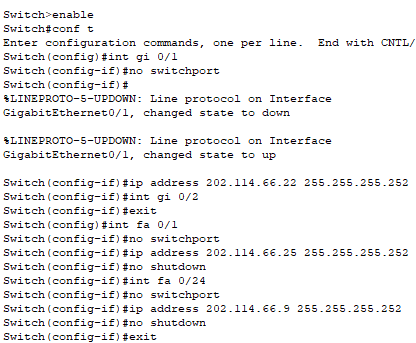 Switch>enable
Switch#conf t
Enter configuration commands, one per line.  End with CNTL/
Switch(config)#int gi 0/1
Switch(config-if)#no switchport
Switch(config-if)#
%LINEPROTO-5-UPDOWN: Line protocol on Interface
GigabitEthernet0/1, changed state to down
%LINEPROTO-5-UPDOWN: Line protocol on Interface
GigabitEthernet0/1, changed state to up
Switch(config-if)#ip address 202.114.66.22 255.255.255.252
Switch(config-if)#int gi 0/2
Switch(config-if)#exit
Switch(config)#int fa 0/1
Switch(config-if)#no switchport
Switch(config-if)#ip address 202.114.66.25 255.255.255.252
Switch(config-if)#no shutdown
Switch(config-if)#int fa 0/24
Switch(config-if)#no switchport
Switch(config-if)#ip address 202.114.66.9 255.255.255.252
Switch(config-if)#no shutdown
Switch(config-if)#exit